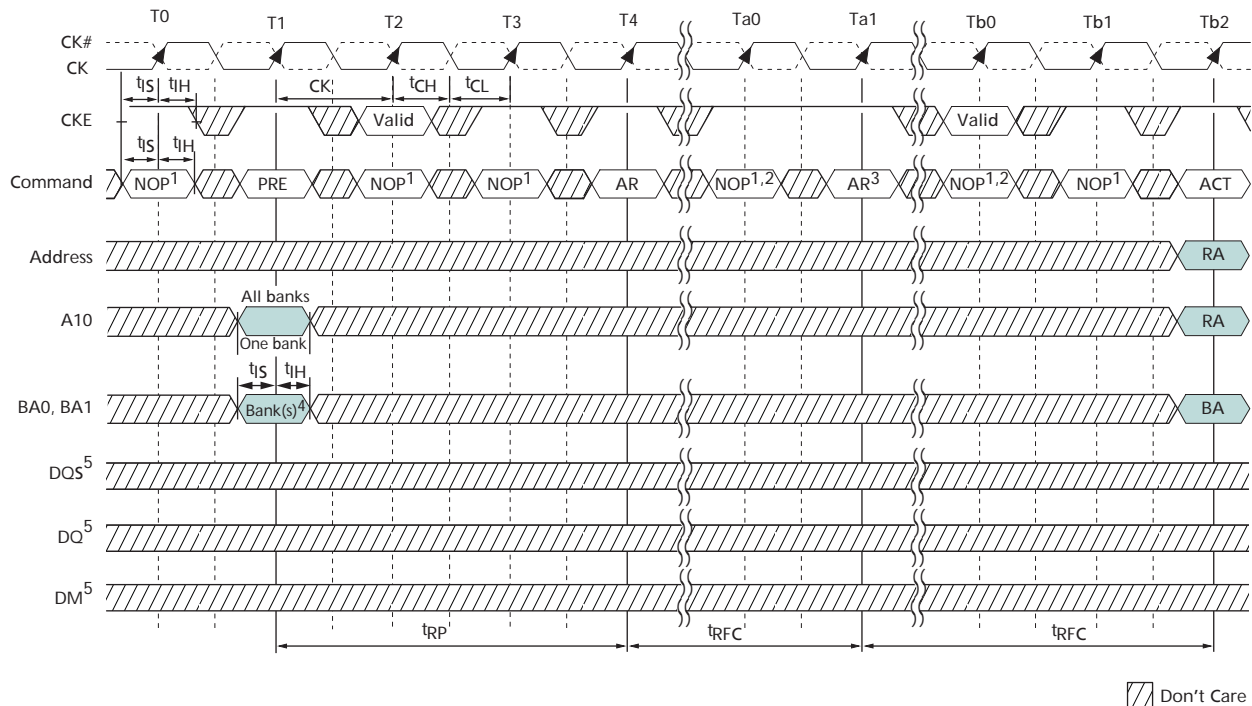 T0 T1 T2 T3 T4 Ta0 Ta1 Tb0 Tb1 Tb2
CK#
CK
tIS tIH CK tCH tCL
CKE Valid Valid
tIS tIH
Command NOP1 PRE NOP1 NOP1 AR NOP1,2 AR3 NOP1,2 NOP1 ACT
Address RA
All banks
A10 RA
One bank
tIS tIH
BA0, BA1 Bank(s)4 BA
DQS5
DQ5
DM5
tRP tRFC tRFC
Don't Care